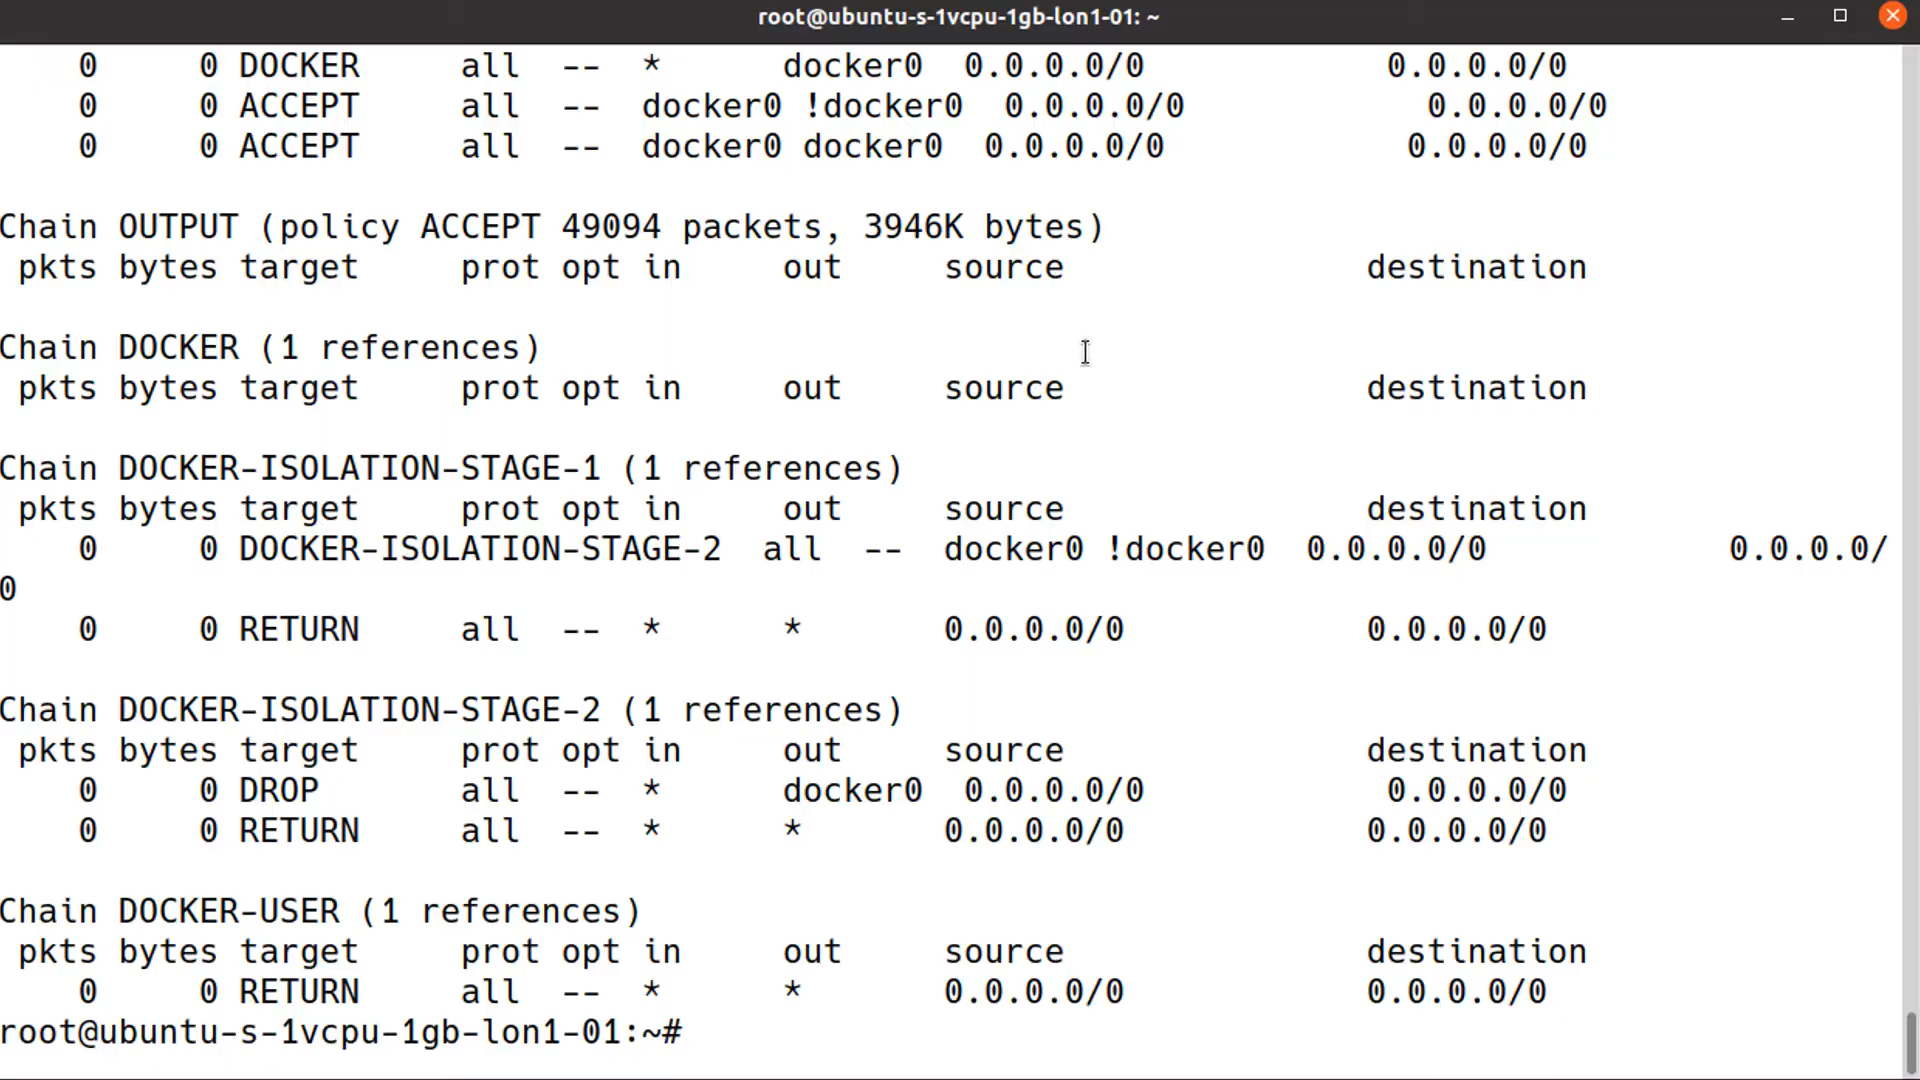 root@ubuntu-s-1vcpu-1gb-lon1-01: ~
0 0 DOCKER all -- * docker0 0.0.0.0/0 0.0.0.0/0
0 0 ACCEPT all -- docker0 !docker0 0.0.0.0/0 0.0.0.0/0
0 0 ACCEPT all -- docker0 docker0 0.0.0.0/0 0.0.0.0/0
Chain OUTPUT (policy ACCEPT 49094 packets, 3946K bytes)
pkts bytes target prot opt in out source destination
Chain DOCKER (1 references)
pkts bytes target prot opt in out source destination
Chain DOCKER-ISOLATION-STAGE-1 (1 references)
pkts bytes target prot opt in out source destination
0 0 DOCKER-ISOLATION-STAGE-2 all -- docker0 !docker0 0.0.0.0/0 0.0.0.0/
0
0 0 RETURN all -- * * 0.0.0.0/0 0.0.0.0/0
Chain DOCKER-ISOLATION-STAGE-2 (1 references)
pkts bytes target prot opt in out source destination
0 0 DROP all -- * docker0 0.0.0.0/0 0.0.0.0/0
0 0 RETURN all -- * * 0.0.0.0/0 0.0.0.0/0
Chain DOCKER-USER (1 references)
pkts bytes target prot opt in out source destination
0 0 RETURN all -- * * 0.0.0.0/0 0.0.0.0/0
root@ubuntu-s-1vcpu-1gb-lon1-01:~#